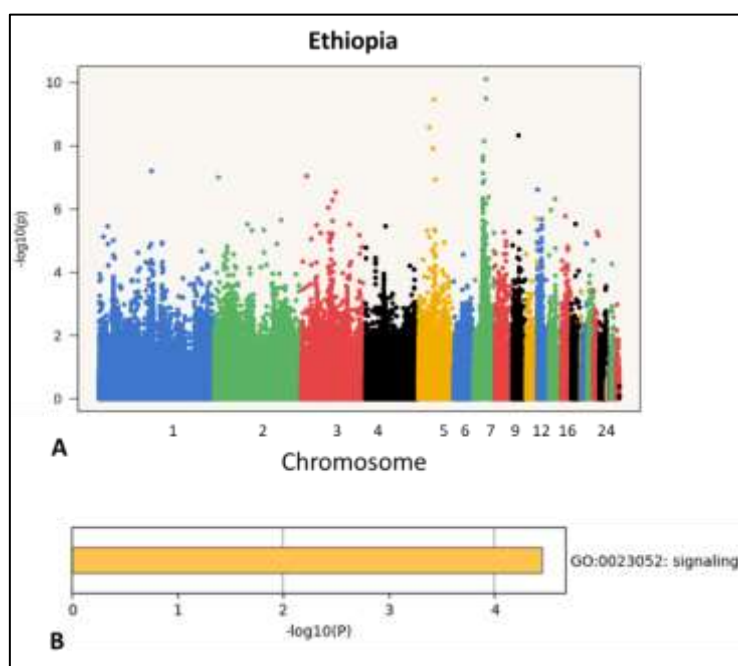 Ethiopia
10
8
6
4
2
0
-log10(p)
1 2 3 4 5 6 7 9 12 16 24
A
Chromosome
GO:0023052: signaling
0 1 2 3 4
-log10(P)
B